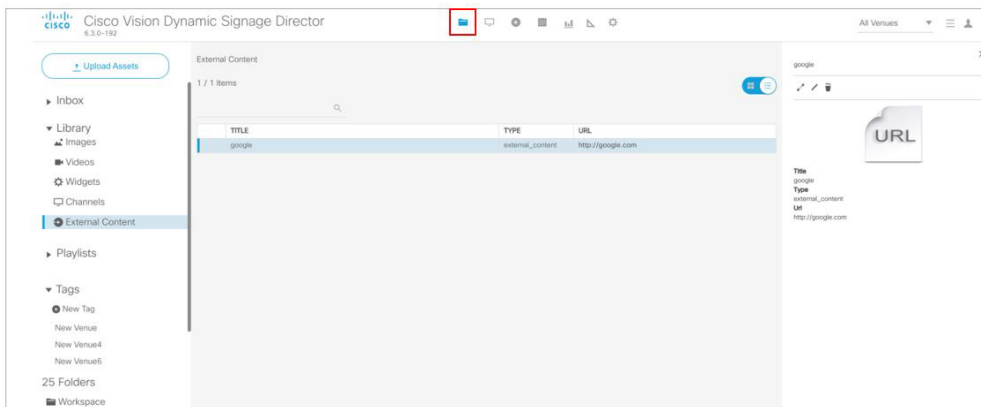 CISCO
Cisco Vision Dynamic Signage Director
6.3.0-192
All Venues
Upload Assets
Inbox
Library
Images
Videos
Widgets
Channels
External Content
Playlists
Tags
New Tag
New Venue
New Venue4
New Venue6
25 Folders
Workspace
External Content
1 / 1 Items
TITLE TYPE URL
google external_content http://google.com
google
URL
Title
google
Type
external_content
Url
http://google.com